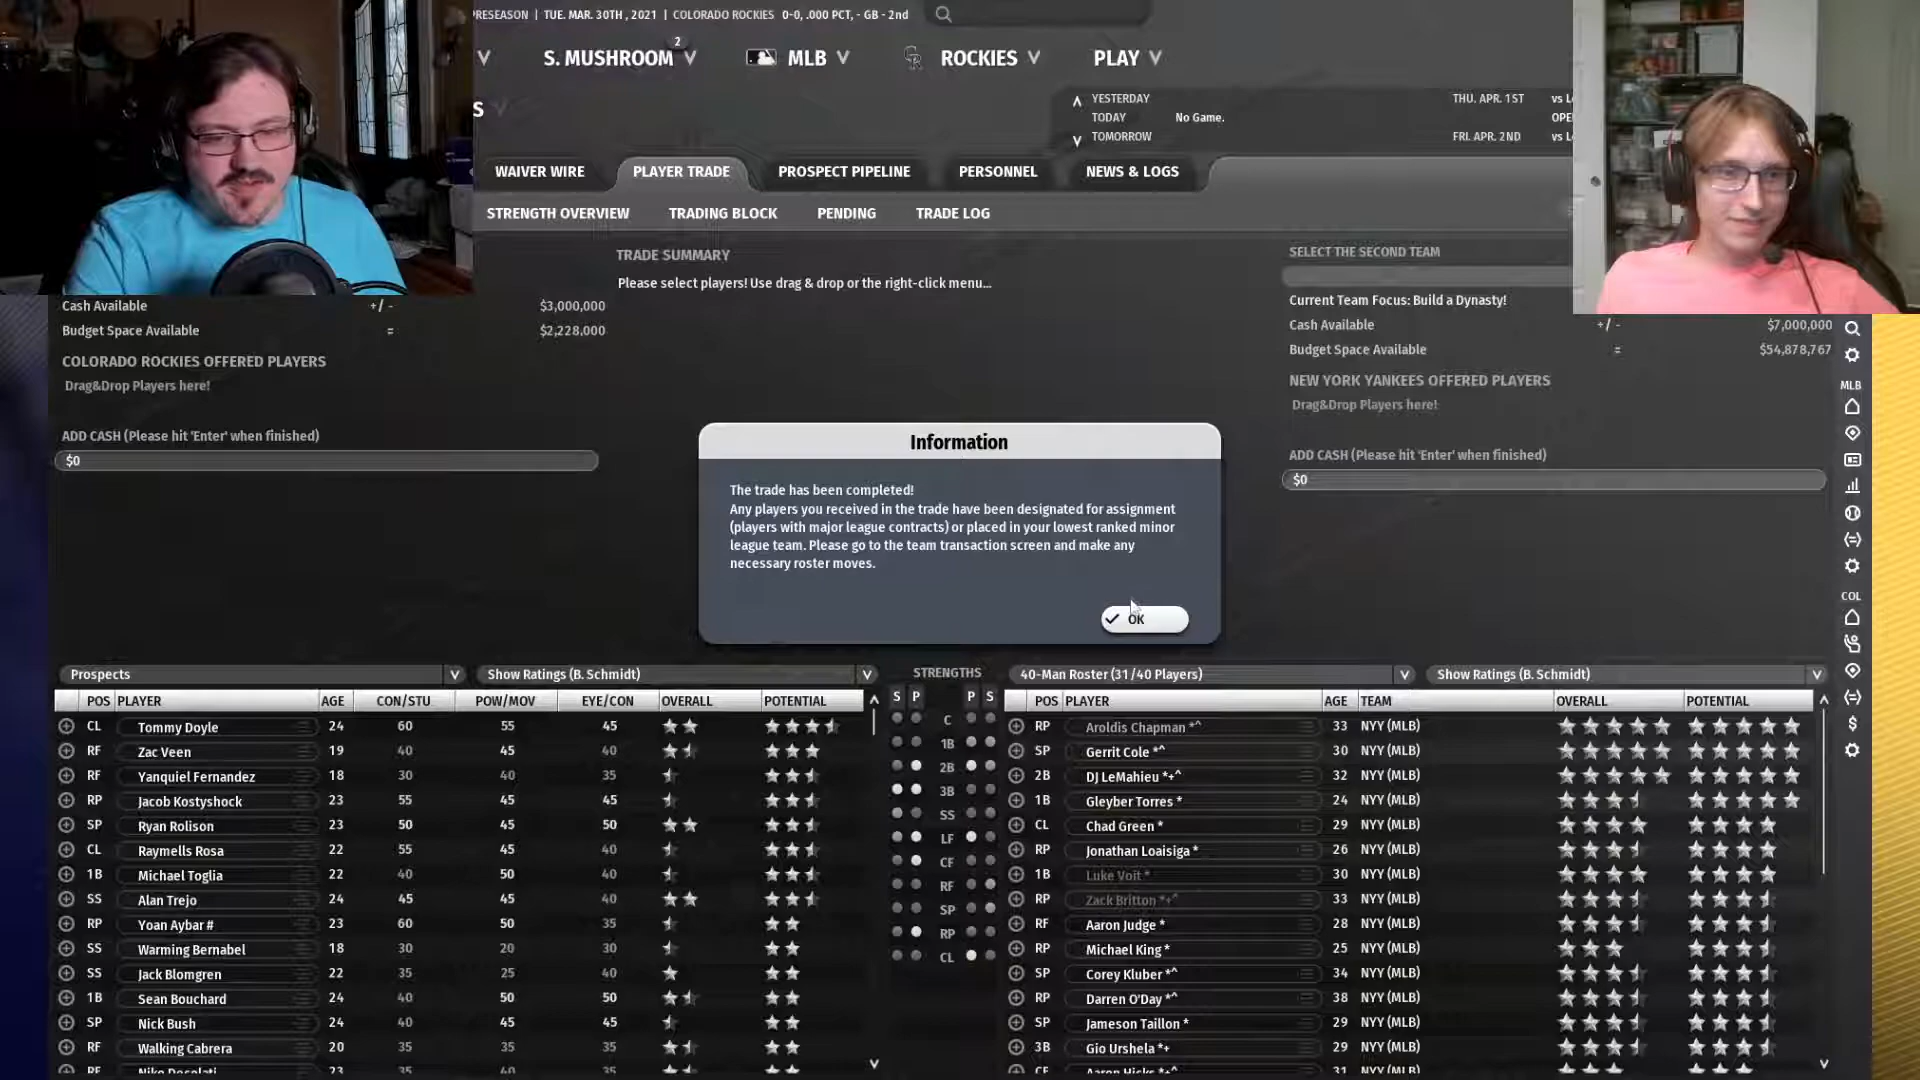 PRESEASON | TUE. MAR. 30TH , 2021 | COLORADO ROCKIES 0-0, .000 PCT, - GB - 2nd
S. MUSHROOM 2 MLB ROCKIES PLAY
S
YESTERDAY THU. APR. 1ST vs
TODAY No Game. OPE
TOMORROW FRI. APR. 2ND vs
WAIVER WIRE PLAYER TRADE PROSPECT PIPELINE PERSONNEL NEWS & LOGS
STRENGTH OVERVIEW TRADING BLOCK PENDING TRADE LOG
TRADE SUMMARY
Please select players! Use drag & drop or the right-click menu...
SELECT THE SECOND TEAM
Current Team Focus: Build a Dynasty!
Cash Available +/- $3,000,000
Budget Space Available = $2,228,000
Cash Available +/- $7,000,000
Budget Space Available = $54,878,767
COLORADO ROCKIES OFFERED PLAYERS
Drag&Drop Players here!
NEW YORK YANKEES OFFERED PLAYERS
Drag&Drop Players here!
ADD CASH (Please hit 'Enter' when finished)
$0
ADD CASH (Please hit 'Enter' when finished)
$0
MLB
COL
$
Information
The trade has been completed!
Any players you received in the trade have been designated for assignment
(players with major league contracts) or placed in your lowest ranked minor
league team. Please go to the team transaction screen and make any
necessary roster moves.
OK
Prospects Show Ratings (B. Schmidt)
POS PLAYER AGE CON/STU POW/MOV EYE/CON OVERALL POTENTIAL
CL Tommy Doyle 24 60 55 45
RF Zac Veen 19 40 45 40
RF Yanquiel Fernandez 18 30 40 35
RP Jacob Kostyshock 23 55 45 45
SP Ryan Rolison 23 50 45 50
CL Raymells Rosa 22 55 45 40
1B Michael Toglia 22 40 50 40
SS Alan Trejo 24 45 45 40
RP Yoan Aybar # 23 60 50 35
SS Warming Bernabel 18 30 20 30
SS Jack Blomgren 22 35 25 40
1B Sean Bouchard 24 40 50 50
SP Nick Bush 24 40 45 45
RF Walking Cabrera 20 35 35 35
RF Niko Decolati 23 35 40 35
STRENGTHS
S P P S
C
1B
2B
3B
SS
LF
CF
RF
SP
RP
CL
40-Man Roster (31/40 Players) Show Ratings (B. Schmidt)
POS PLAYER AGE TEAM OVERALL POTENTIAL
RP Aroldis Chapman *^ 33 NYY (MLB)
SP Gerrit Cole *^ 30 NYY (MLB)
2B DJ LeMahieu *+^ 32 NYY (MLB)
1B Gleyber Torres * 24 NYY (MLB)
CL Chad Green * 29 NYY (MLB)
RP Jonathan Loaisiga * 26 NYY (MLB)
1B Luke Voit * 30 NYY (MLB)
RP Zack Britton *+^ 33 NYY (MLB)
RF Aaron Judge * 28 NYY (MLB)
RP Michael King * 25 NYY (MLB)
SP Corey Kluber *^ 34 NYY (MLB)
RP Darren O'Day *^ 38 NYY (MLB)
SP Jameson Taillon * 29 NYY (MLB)
3B Gio Urshela *+ 29 NYY (MLB)
CF Aaron Hicks *+^ 31 NYY (MLB)